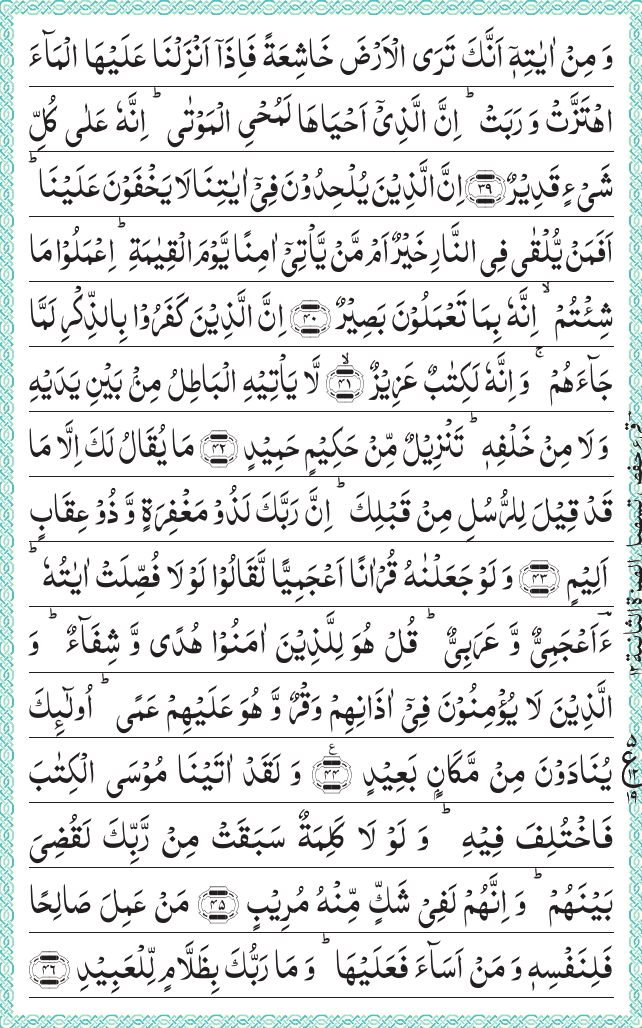 وَ مِنْ اٰیٰتِهٖۤ اَنَّكَ تَرَی الْاَرْضَ خَاشِعَةً فَاِذَاۤ اَنْزَلْنَا عَلَیْهَا الْمَآءَ
اهْتَزَّتْ وَ رَبَتْ ؕ اِنَّ الَّذِیْۤ اَحْیَاهَا لَمُحْیِ الْمَوْتٰی ؕ اِنَّهٗ عَلٰی كُلِّ
شَیْءٍ قَدِیْرٌ ﴿۳۹﴾ اِنَّ الَّذِیْنَ یُلْحِدُوْنَ فِیْۤ اٰیٰتِنَا لَا یَخْفَوْنَ عَلَیْنَا ؕ
اَفَمَنْ یُّلْقٰی فِی النَّارِ خَیْرٌ اَمْ مَّنْ یَّاْتِیْۤ اٰمِنًا یَّوْمَ الْقِیٰمَةِ ؕ اِعْمَلُوْا مَا
شِئْتُمْ ۙ اِنَّهٗ بِمَا تَعْمَلُوْنَ بَصِیْرٌ ﴿۴۰﴾ اِنَّ الَّذِیْنَ كَفَرُوْا بِالذِّكْرِ لَمَّا
جَآءَهُمْ ۚ وَ اِنَّهٗ لَكِتٰبٌ عَزِیْزٌ ﴿ۙ۴۱﴾ لَّا یَاْتِیْهِ الْبَاطِلُ مِنْۢ بَیْنِ یَدَیْهِ
وَ لَا مِنْ خَلْفِهٖ ؕ تَنْزِیْلٌ مِّنْ حَكِیْمٍ حَمِیْدٍ ﴿۴۲﴾ مَا یُقَالُ لَكَ اِلَّا مَا
قَدْ قِیْلَ لِلرُّسُلِ مِنْ قَبْلِكَ ؕ اِنَّ رَبَّكَ لَذُوْ مَغْفِرَةٍ وَّ ذُوْ عِقَابٍ
اَلِیْمٍ ﴿۴۳﴾ وَ لَوْ جَعَلْنٰهُ قُرْاٰنًا اَعْجَمِیًّا لَّقَالُوْا لَوْ لَا فُصِّلَتْ اٰیٰتُهٗ ؕ
ءَؔاَعْجَمِیٌّ وَّ عَرَبِیٌّ ؕ قُلْ هُوَ لِلَّذِیْنَ اٰمَنُوْا هُدًی وَّ شِفَآءٌ ؕ وَ
الَّذِیْنَ لَا یُؤْمِنُوْنَ فِیْۤ اٰذَانِهِمْ وَقْرٌ وَّ هُوَ عَلَیْهِمْ عَمًی ؕ اُولٰٓىِٕكَ
یُنَادَوْنَ مِنْ مَّكَانٍۭ بَعِیْدٍ ﴿۴۴﴾ وَ لَقَدْ اٰتَیْنَا مُوْسَی الْكِتٰبَ
فَاخْتُلِفَ فِیْهِ ؕ وَ لَوْ لَا كَلِمَةٌ سَبَقَتْ مِنْ رَّبِّكَ لَقُضِیَ
بَیْنَهُمْ ؕ وَ اِنَّهُمْ لَفِیْ شَكٍّ مِّنْهُ مُرِیْبٍ ﴿۴۵﴾ مَنْ عَمِلَ صَالِحًا
فَلِنَفْسِهٖ وَ مَنْ اَسَآءَ فَعَلَیْهَا ؕ وَ مَا رَبُّكَ بِظَلَّامٍ لِّلْعَبِیْدِ ﴿۴۶﴾